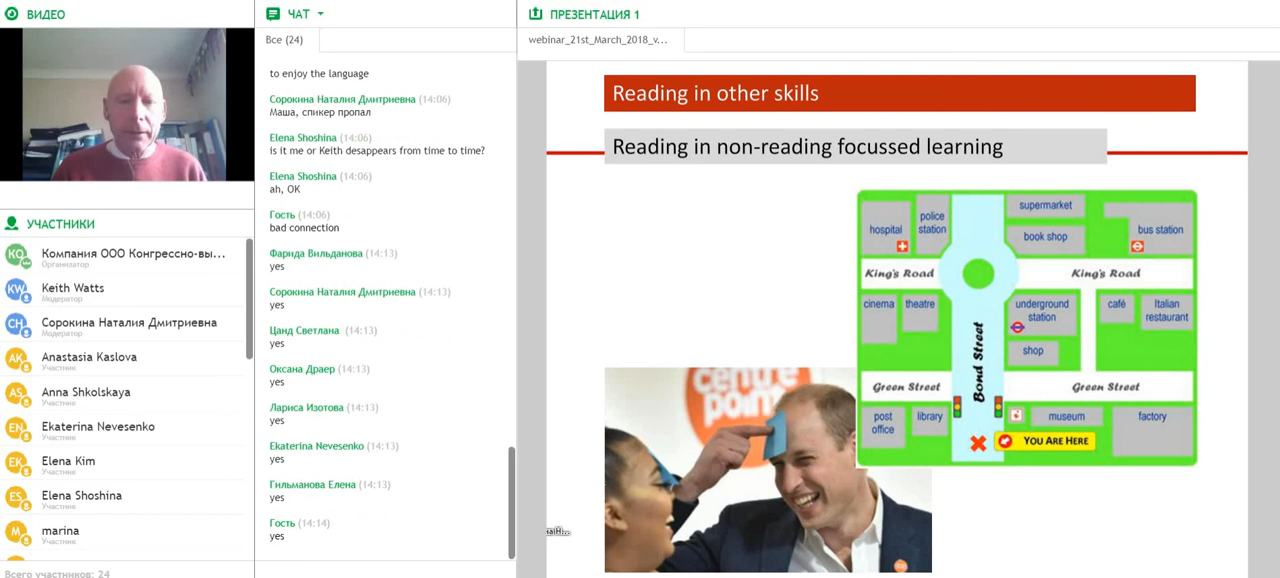 ВИДЕО
УЧАСТНИКИ
КО
Компания ООО Конгрессно-вы...
Организатор
KW
Keith Watts
Модератор
СН
Сорокина Наталия Дмитриевна
Модератор
AK
Anastasia Kaslova
Участник
AS
Anna Shkolskaya
Участник
EN
Ekaterina Nevesenko
Участник
EK
Elena Kim
Участник
ES
Elena Shoshina
Участник
M
marina
Участник
Всего участников: 24
ЧАТ
Все (24)
to enjoy the language
Сорокина Наталия Дмитриевна (14:06)
Маша, спикер пропал
Elena Shoshina (14:06)
is it me or Keith desappears from time to time?
Elena Shoshina (14:06)
ah, OK
Гость (14:06)
bad connection
Фарида Вильданова (14:13)
yes
Сорокина Наталия Дмитриевна (14:13)
yes
Цанд Светлана (14:13)
yes
Оксана Драер (14:13)
yes
Лариса Изотова (14:13)
yes
Ekaterina Nevesenko (14:13)
yes
Гильманова Елена (14:13)
yes
Гость (14:14)
yes
ПРЕЗЕНТАЦИЯ 1
webinar_21st_March_2018_v...
Reading in other skills
Reading in non-reading focussed learning
hospital
police
station
supermarket
book shop
bus station
King's Road
King's Road
cinema
theatre
underground
station
shop
café
Italian
restaurant
Bond Street
Green Street
Green Street
post
office
library
museum
factory
YOU ARE HERE
centre
point